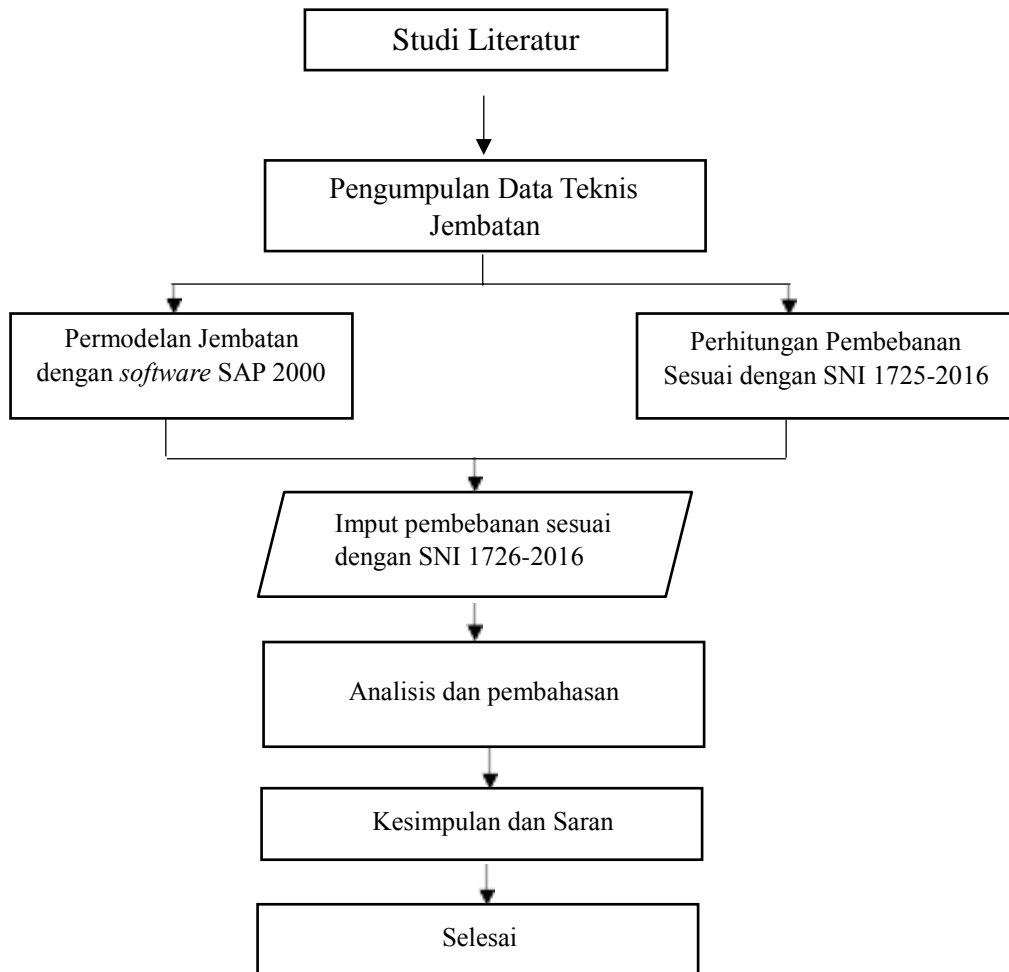 Studi Literatur
Pengumpulan Data Teknis
Jembatan
Permodelan Jembatan
dengan software SAP 2000
Perhitungan Pembebanan
Sesuai dengan SNI 1725-2016
Imput pembebanan sesuai
dengan SNI 1726-2016
Analisis dan pembahasan
Kesimpulan dan Saran
Selesai